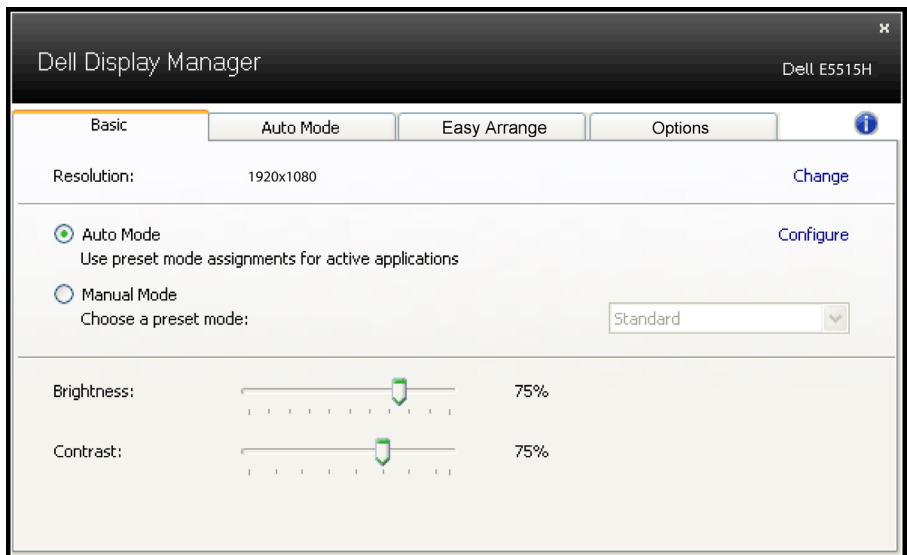 Dell Display Manager
Dell E5515H
Basic
Auto Mode
Easy Arrange
Options
Resolution:
1920x1080
Change
Auto Mode
Configure
Use preset mode assignments for active applications
Manual Mode
Choose a preset mode:
Standard
Brightness:
75%
Contrast:
75%